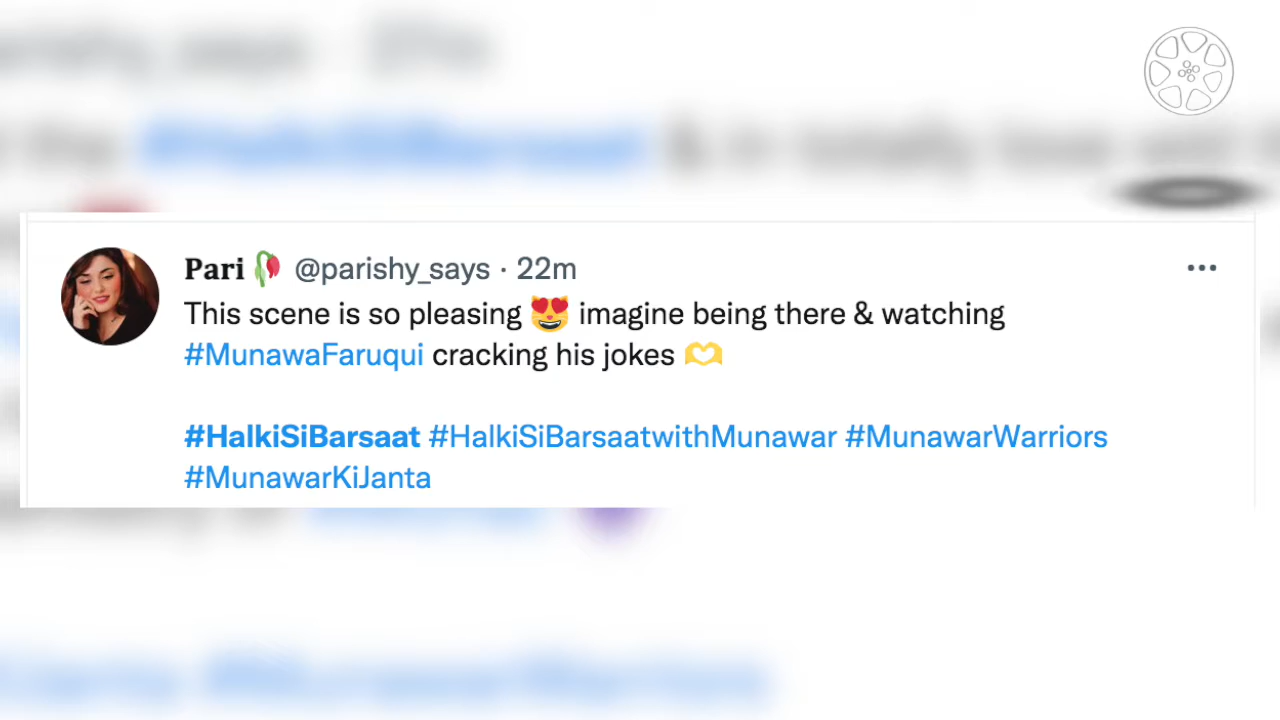 Pari 🥀 @parishy_says · 22m
This scene is so pleasing 😻 imagine being there & watching
#MunawaFaruqui cracking his jokes 🫶
#HalkiSiBarsaat #HalkiSiBarsaatwithMunawar #MunawarWarriors
#MunawarKiJanta